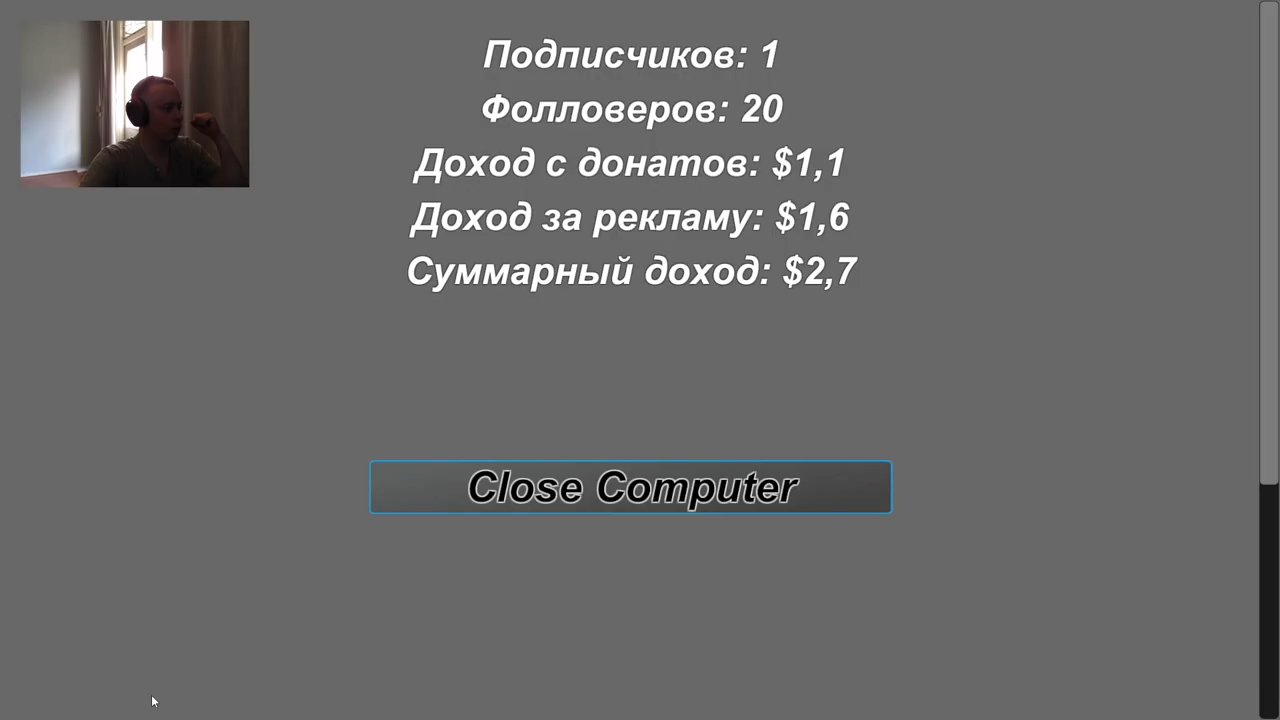 Подписчиков: 1
Фолловеров: 20
Доход с донатов: $1,1
Доход за рекламу: $1,6
Суммарный доход: $2,7
Close Computer